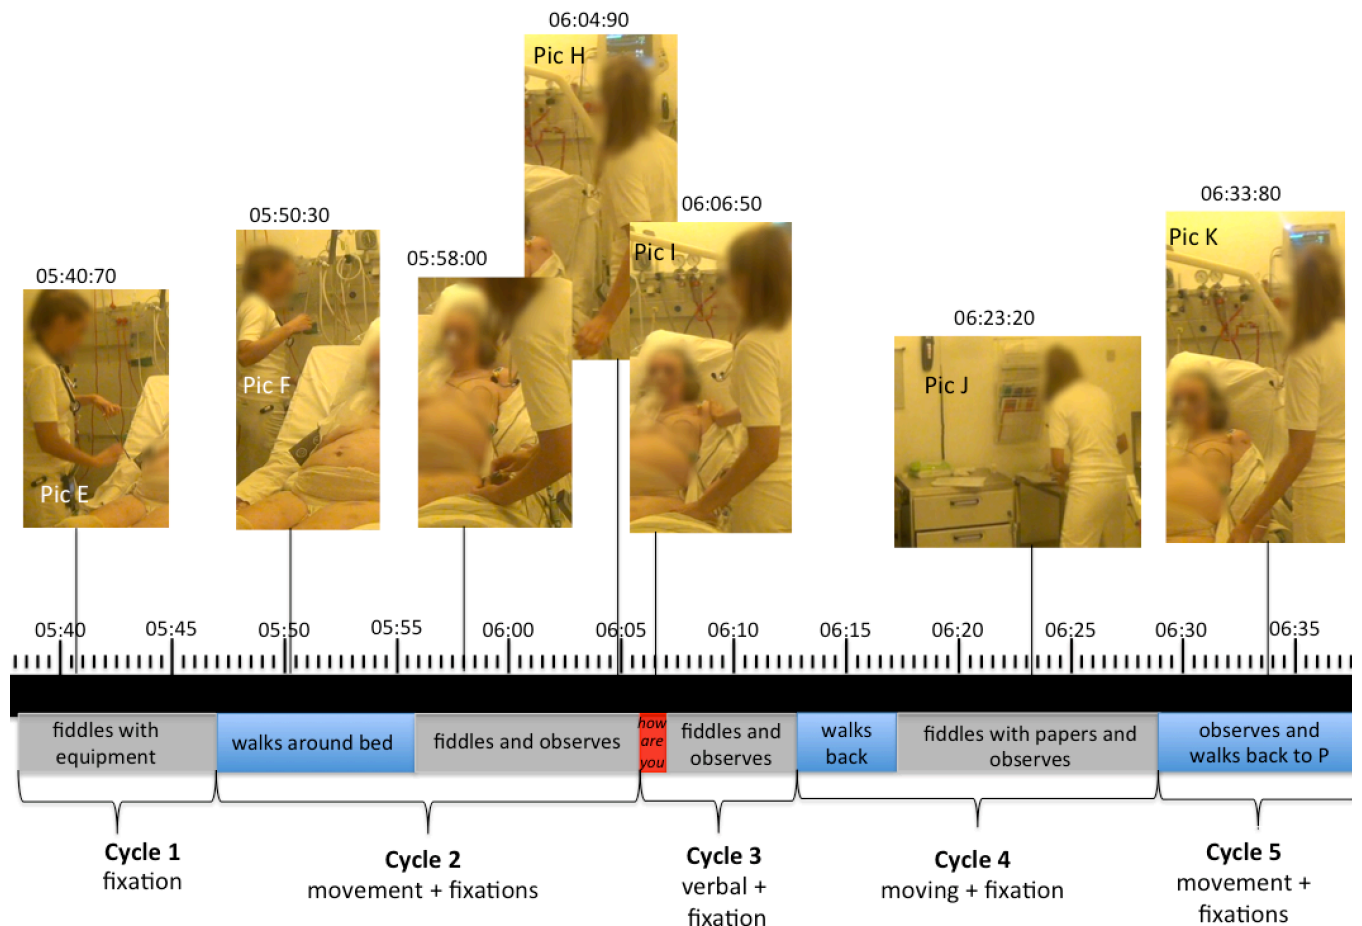 06:04:90
Pic H
06:06:50
Pic I
06:33:80
Pic K
05:50:30
Pic F
05:58:00
05:40:70
Pic E
06:23:20
Pic J
05:40 05:45 05:50 05:55 06:00 06:05 06:10 06:15 06:20 06:25 06:30 06:35
fiddles with
equipment
walks around bed
fiddles and observes
how
are
you
fiddles and
observes
walks
back
fiddles with papers and
observes
observes and
walks back to P
Cycle 1
fixation
Cycle 2
movement + fixations
Cycle 3
verbal +
fixation
Cycle 4
moving + fixation
Cycle 5
movement +
fixations